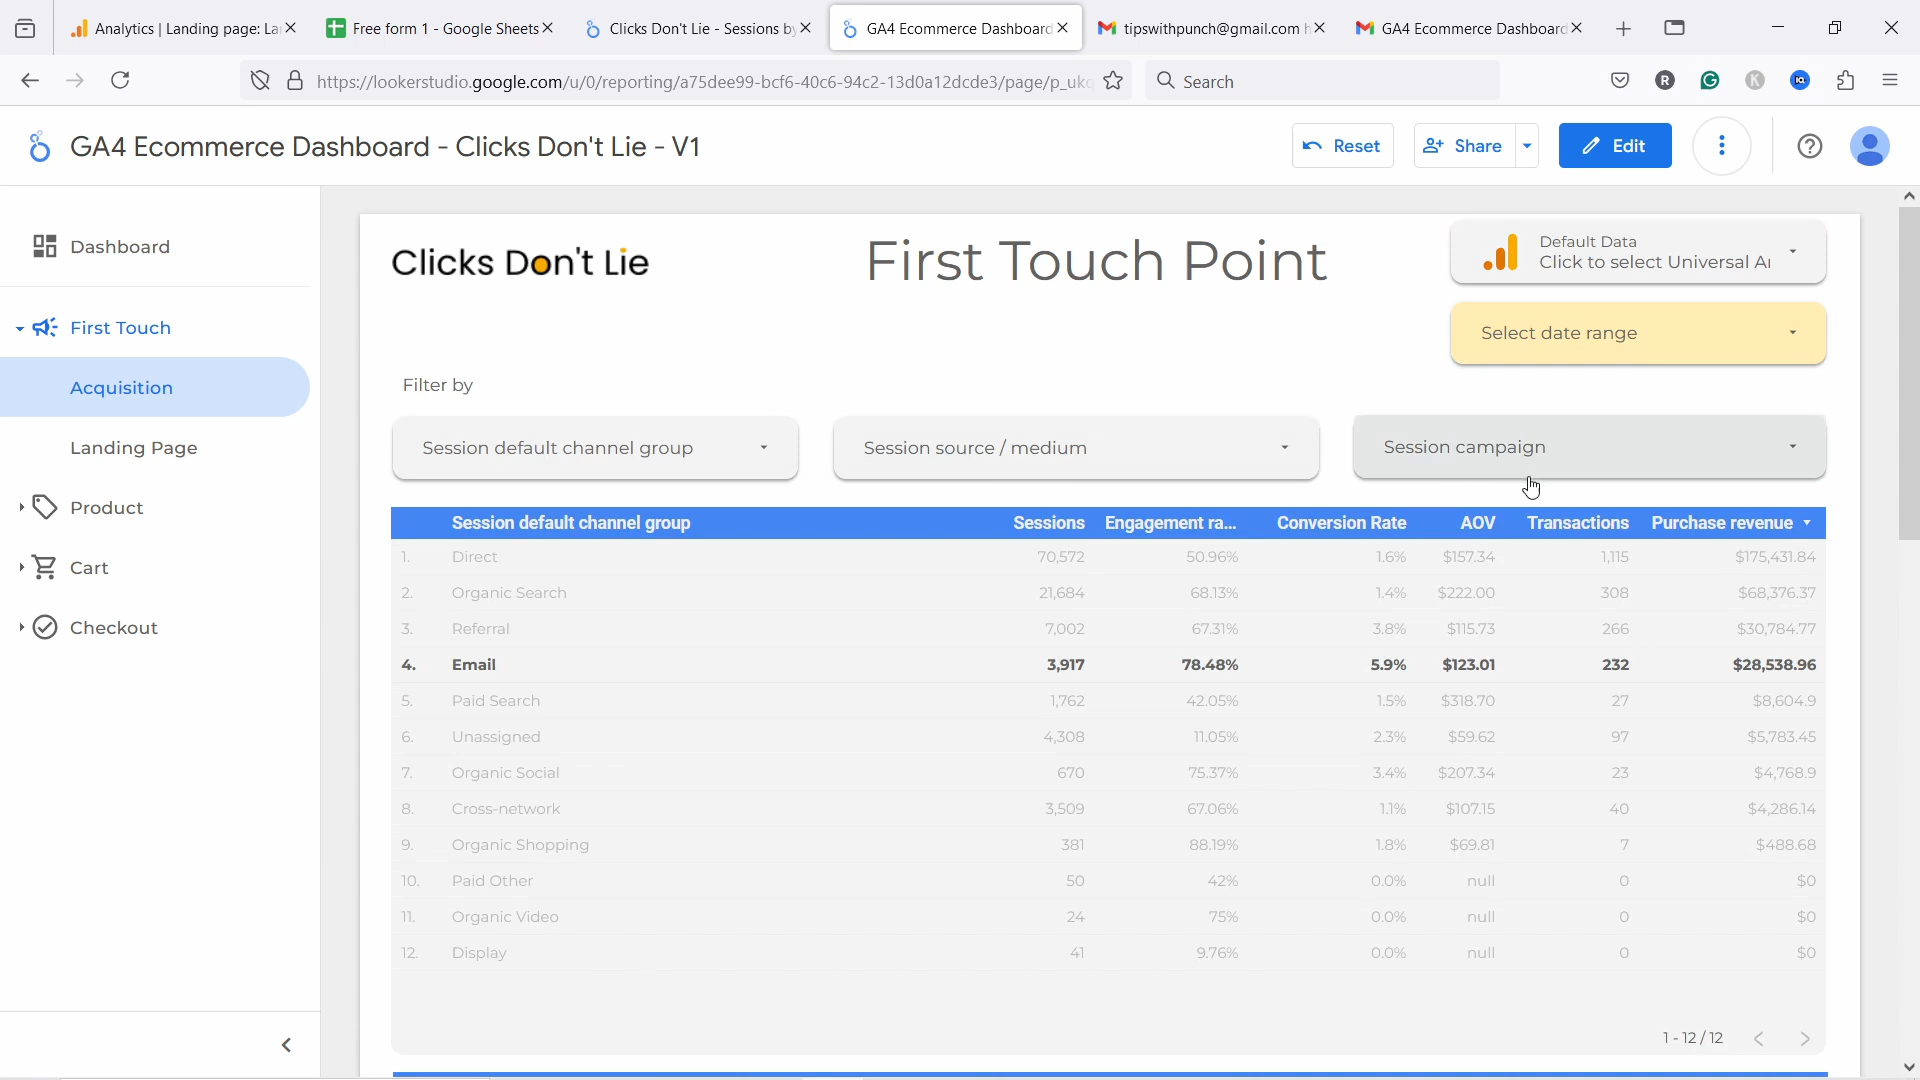 Analytics | Landing page: La
Free form 1 - Google Sheets
Clicks Don't Lie - Sessions by
GA4 Ecommerce Dashboard
tipswithpunch@gmail.com
GA4 Ecommerce Dashboard
https://lookerstudio.google.com/u/0/reporting/a75dee99-bcf6-40c6-94c2-13d0a12dcde3/page/p_ukc
Search
GA4 Ecommerce Dashboard - Clicks Don't Lie - V1
Reset
Share
Edit
Dashboard
First Touch
Acquisition
Landing Page
Product
Cart
Checkout
Clicks Don't Lie
First Touch Point
Default Data
Click to select Universal Ar
Select date range
Filter by
Session default channel group
Session source / medium
Session campaign
Session default channel group Sessions Engagement ra... Conversion Rate AOV Transactions Purchase revenue
1. Direct 70,572 50.96% 1.6% $157.34 1,115 $175,431.84
2. Organic Search 21,684 68.13% 1.4% $222.00 308 $68,376.37
3. Referral 7,002 67.31% 3.8% $115.73 266 $30,784.77
4. Email 3,917 78.48% 5.9% $123.01 232 $28,538.96
5. Paid Search 1,762 42.05% 1.5% $318.70 27 $8,604.9
6. Unassigned 4,308 11.05% 2.3% $59.62 97 $5,783.45
7. Organic Social 670 75.37% 3.4% $207.34 23 $4,768.9
8. Cross-network 3,509 67.06% 1.1% $107.15 40 $4,286.14
9. Organic Shopping 381 88.19% 1.8% $69.81 7 $488.68
10. Paid Other 50 42% 0.0% null 0 $0
11. Organic Video 24 75% 0.0% null 0 $0
12. Display 41 9.76% 0.0% null 0 $0
1 - 12 / 12